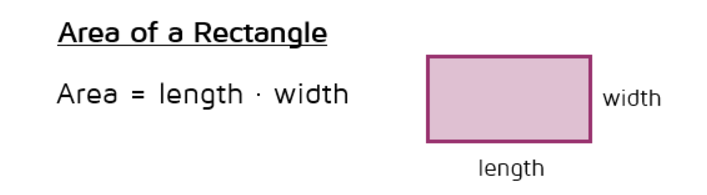 Area of a Rectangle
Area = length · width
width
length